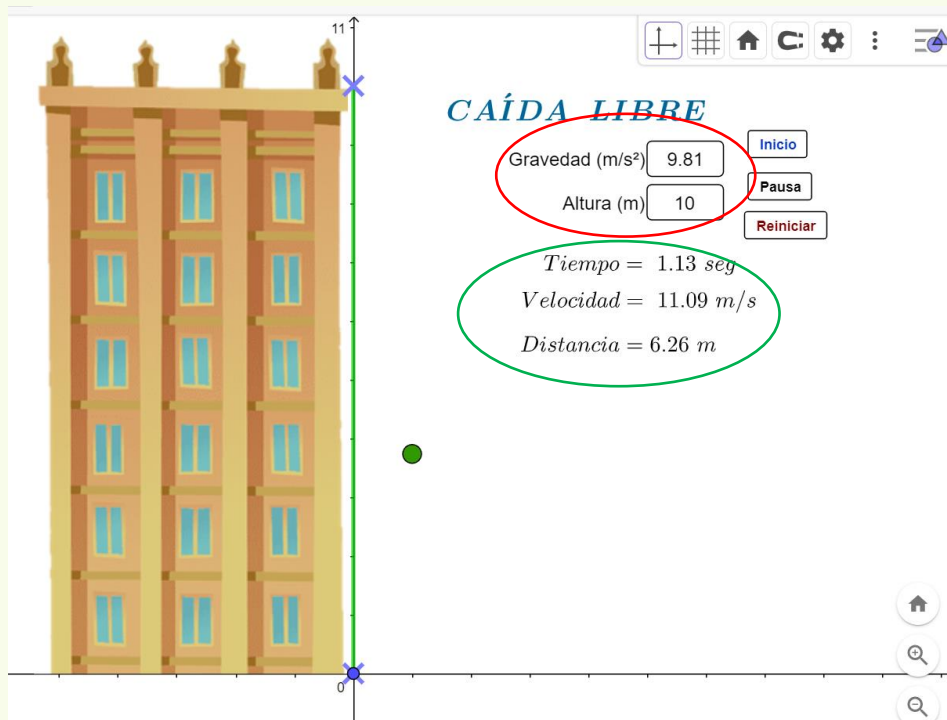 11
CAÍDA LIBRE
Gravedad (m/s²) 9.81
Inicio
Pausa
Altura (m) 10
Reiniciar
Tiempo = 1.13 seg
Velocidad = 11.09 m/s
Distancia = 6.26 m
0